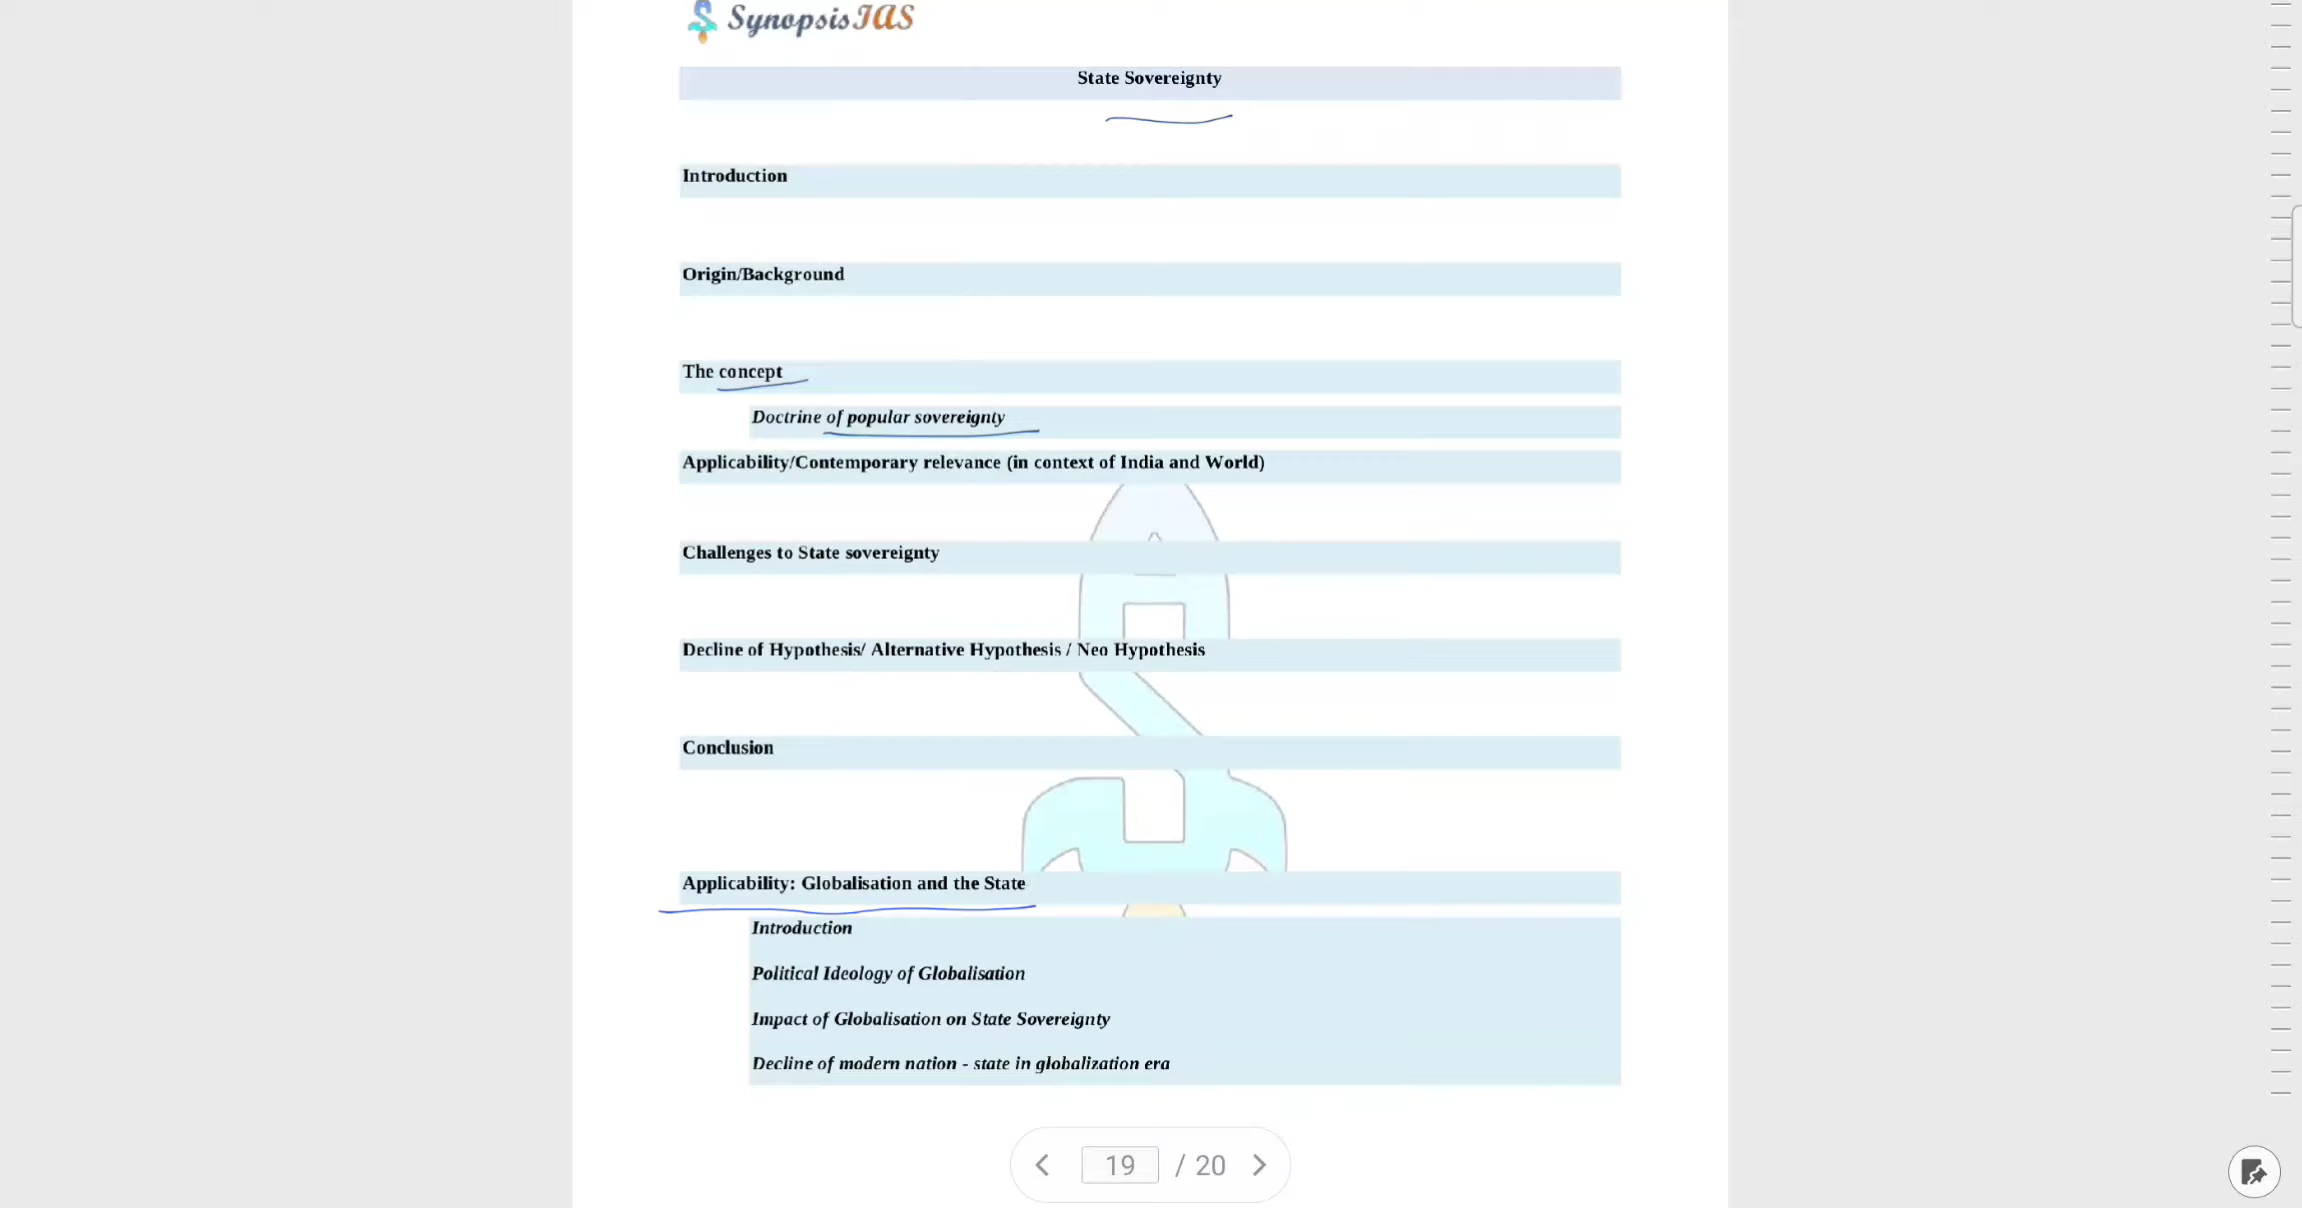 SynopsisIAS
State Sovereignty
Introduction
Origin/Background
The concept
Doctrine of popular sovereignty
Applicability/Contemporary relevance (in context of India and World)
Challenges to State sovereignty
Decline of Hypothesis/ Alternative Hypothesis / Neo Hypothesis
Conclusion
Applicability: Globalisation and the State
Introduction
Political Ideology of Globalisation
Impact of Globalisation on State Sovereignty
Decline of modern nation - state in globalization era
19 / 20